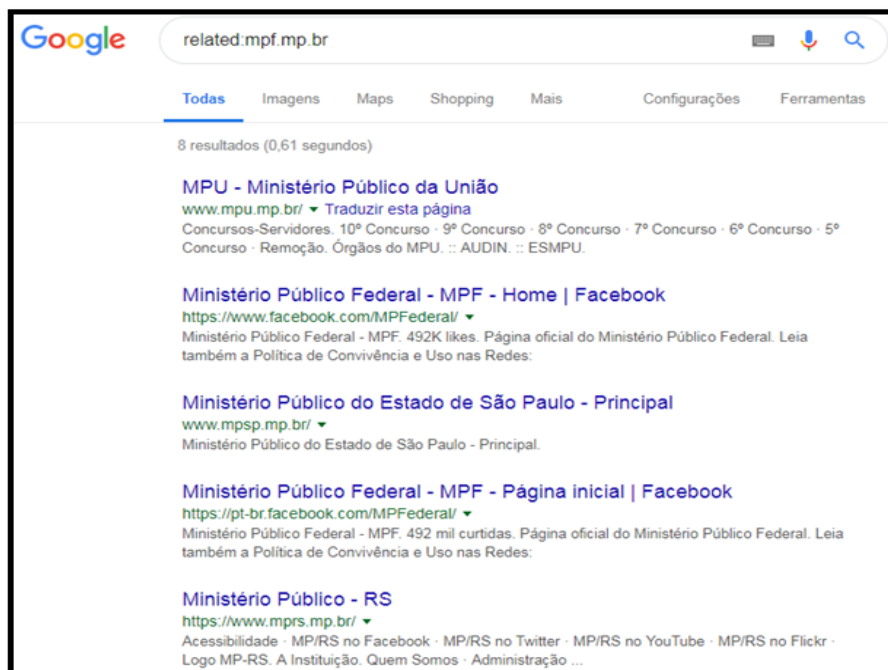 Google
related:mpf.mp.br
Todas Imagens Maps Shopping Mais Configurações Ferramentas
8 resultados (0,61 segundos)
MPU - Ministério Público da União
www.mpu.mp.br/ ▾ Traduzir esta página
Concursos-Servidores. 10º Concurso · 9º Concurso · 8º Concurso · 7º Concurso · 6º Concurso · 5º
Concurso · Remoção. Órgãos do MPU. :: AUDIN. :: ESMPU.
Ministério Público Federal - MPF - Home | Facebook
https://www.facebook.com/MPFederal/ ▾
Ministério Público Federal - MPF. 492K likes. Página oficial do Ministério Público Federal. Leia
também a Política de Convivência e Uso nas Redes:
Ministério Público do Estado de São Paulo - Principal
www.mpsp.mp.br/ ▾
Ministério Público do Estado de São Paulo - Principal.
Ministério Público Federal - MPF - Página inicial | Facebook
https://pt-br.facebook.com/MPFederal/ ▾
Ministério Público Federal - MPF. 492 mil curtidas. Página oficial do Ministério Público Federal. Leia
também a Política de Convivência e Uso nas Redes:
Ministério Público - RS
https://www.mprs.mp.br/ ▾
Acessibilidade · MP/RS no Facebook · MP/RS no Twitter · MP/RS no YouTube · MP/RS no Flickr ·
Logo MP-RS. A Instituição. Quem Somos · Administração ...